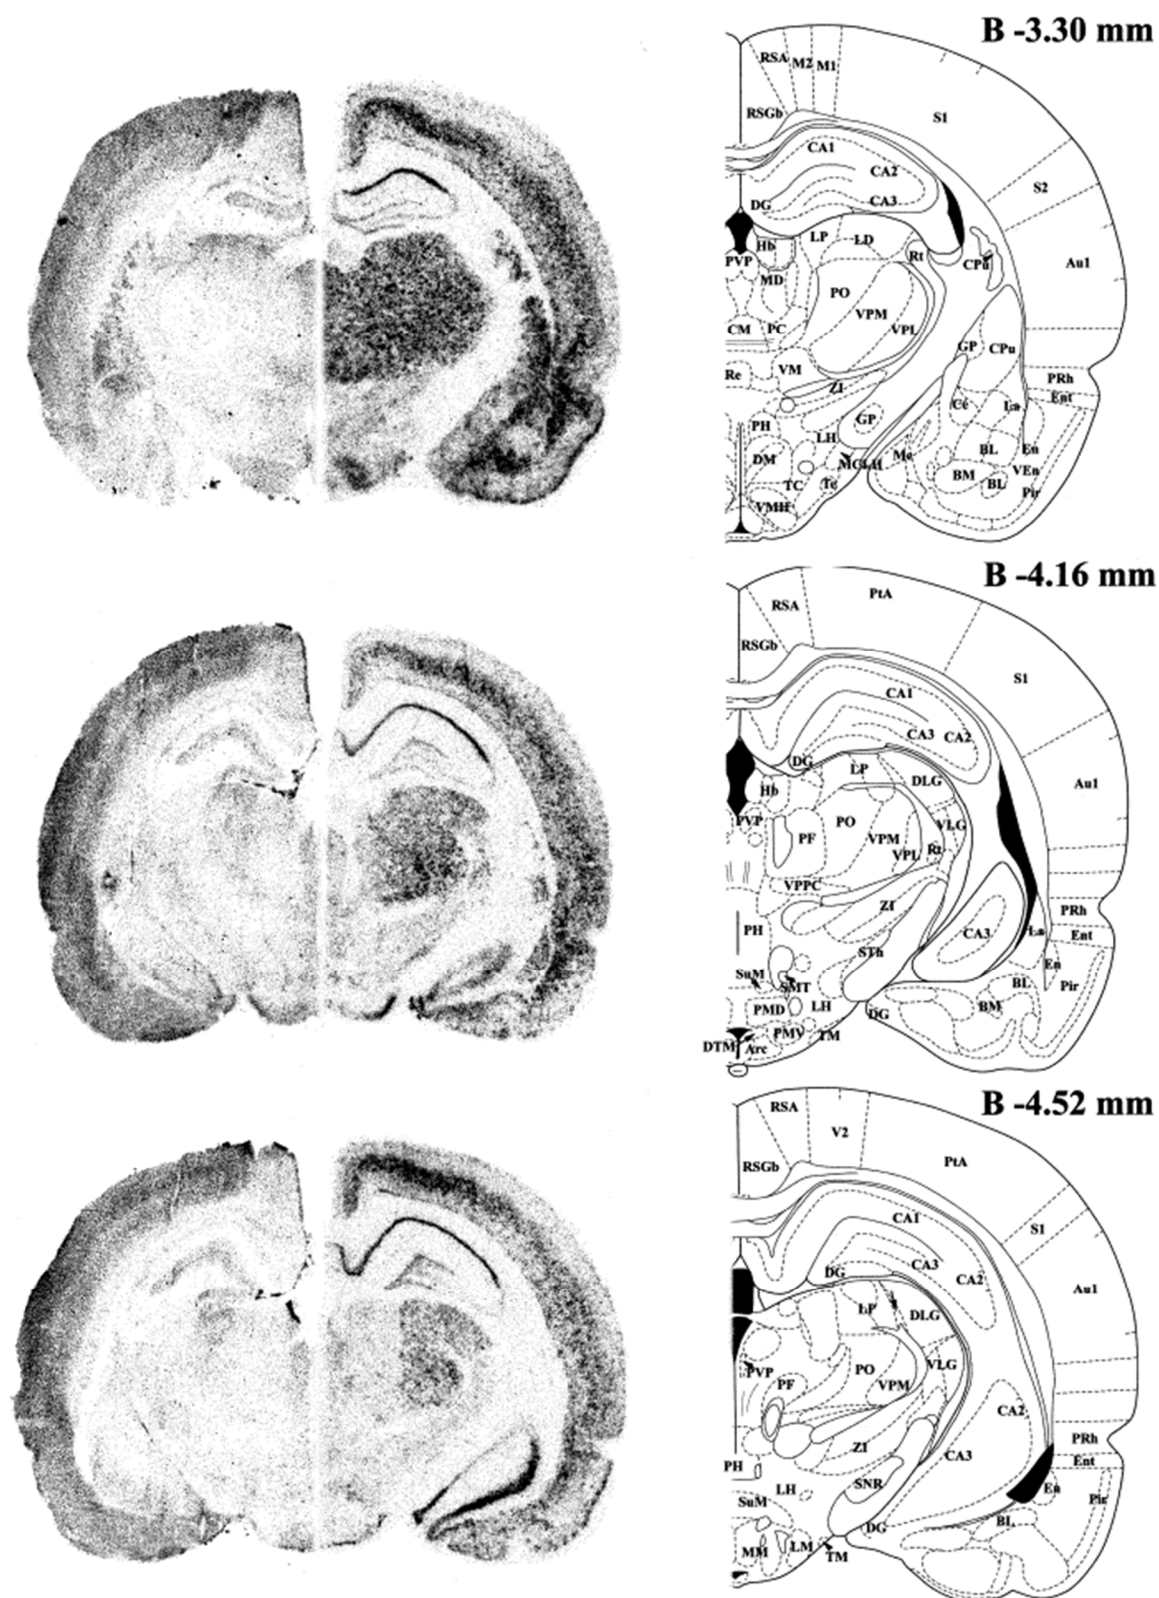 B -3.30 mm
RSA M2 M1
RSGb
S1
CA1
CA2
S2
DG
CA3
Hb
LP
LD
Rt
CPu
Au1
PVP
MD
PO
VPM
VPL
CM
PC
GP
CPu
Re
VM
ZI
PRh
Ent
Ce
La
GP
PH
LH
BL
En
DM
MCLH
Me
BM
VEn
TC
Te
BL
Pir
VMH
B -4.16 mm
RSA
PtA
RSGb
S1
CA1
CA3
CA2
DG
LP
DLG
Au1
Hb
PVP
PF
PO
VLG
VPM
VPL
Rt
VPPC
ZI
PRh
PH
CA3
La
Ent
STh
En
SuM
SMT
BL
Pir
PMD
LH
DG
BM
PMV
TM
DTM
Arc
B -4.52 mm
RSA
V2
RSGb
PtA
CA1
S1
DG
CA3
CA2
Au1
LP
DLG
PVP
PO
VLG
PF
VPM
CA2
ZI
CA3
PRh
PH
Ent
SNR
LH
En
SuM
Pir
DG
BL
MM
LM
TM